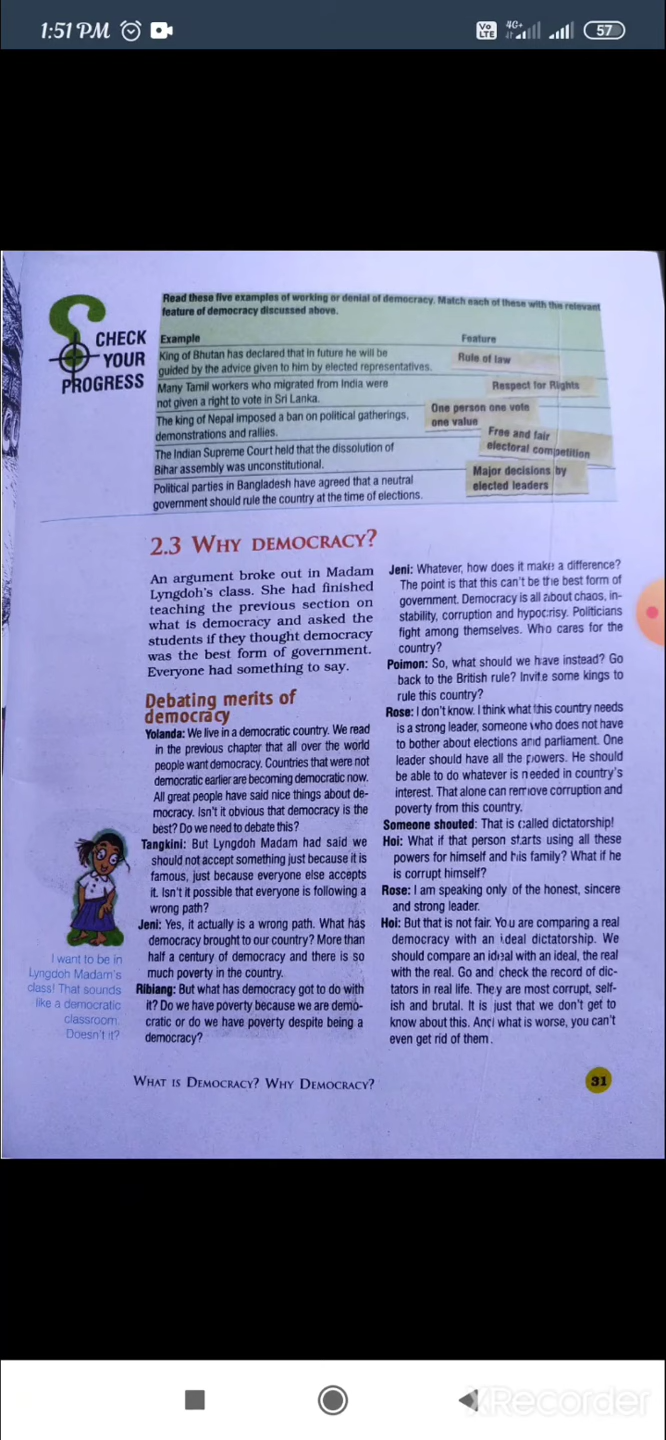 1:51 PM
Vo LTE 4G+ 57
CHECK
YOUR
PROGRESS
Read these five examples of working or denial of democracy. Match each of these with the relevant
feature of democracy discussed above.
Example Feature
King of Bhutan has declared that in future he will be
guided by the advice given to him by elected representatives.
Rule of law
Many Tamil workers who migrated from India were
not given a right to vote in Sri Lanka.
Respect for Rights
The king of Nepal imposed a ban on political gatherings,
demonstrations and rallies.
One person one vote
one value
The Indian Supreme Court held that the dissolution of
Bihar assembly was unconstitutional.
Free and fair
electoral competition
Political parties in Bangladesh have agreed that a neutral
government should rule the country at the time of elections.
Major decisions by
elected leaders
2.3 WHY DEMOCRACY?
An argument broke out in Madam
Lyngdoh's class. She had finished
teaching the previous section on
what is democracy and asked the
students if they thought democracy
was the best form of government.
Everyone had something to say.
Debating merits of
democracy
Yolanda: We live in a democratic country. We read
in the previous chapter that all over the world
people want democracy. Countries that were not
democratic earlier are becoming democratic now.
All great people have said nice things about de-
mocracy. Isn't it obvious that democracy is the
best? Do we need to debate this?
Tangkini: But Lyngdoh Madam had said we
should not accept something just because it is
famous, just because everyone else accepts
it. Isn't it possible that everyone is following a
wrong path?
Jeni: Yes, it actually is a wrong path. What has
democracy brought to our country? More than
half a century of democracy and there is so
much poverty in the country.
Ribiang: But what has democracy got to do with
it? Do we have poverty because we are demo-
cratic or do we have poverty despite being a
democracy?
I want to be in
Lyngdoh Madam's
class! That sounds
like a democratic
classroom.
Doesn't it?
Jeni: Whatever, how does it make a difference?
The point is that this can't be the best form of
government. Democracy is all about chaos, in-
stability, corruption and hypocrisy. Politicians
fight among themselves. Who cares for the
country?
Poimon: So, what should we have instead? Go
back to the British rule? Invite some kings to
rule this country?
Rose: I don't know. I think what this country needs
is a strong leader, someone who does not have
to bother about elections and parliament. One
leader should have all the powers. He should
be able to do whatever is needed in country's
interest. That alone can remove corruption and
poverty from this country.
Someone shouted: That is called dictatorship!
Hoi: What if that person starts using all these
powers for himself and his family? What if he
is corrupt himself?
Rose: I am speaking only of the honest, sincere
and strong leader.
Hoi: But that is not fair. You are comparing a real
democracy with an ideal dictatorship. We
should compare an ideal with an ideal, the real
with the real. Go and check the record of dic-
tators in real life. They are most corrupt, self-
ish and brutal. It is just that we don't get to
know about this. And what is worse, you can't
even get rid of them.
WHAT IS DEMOCRACY? WHY DEMOCRACY?
31
XRecorder